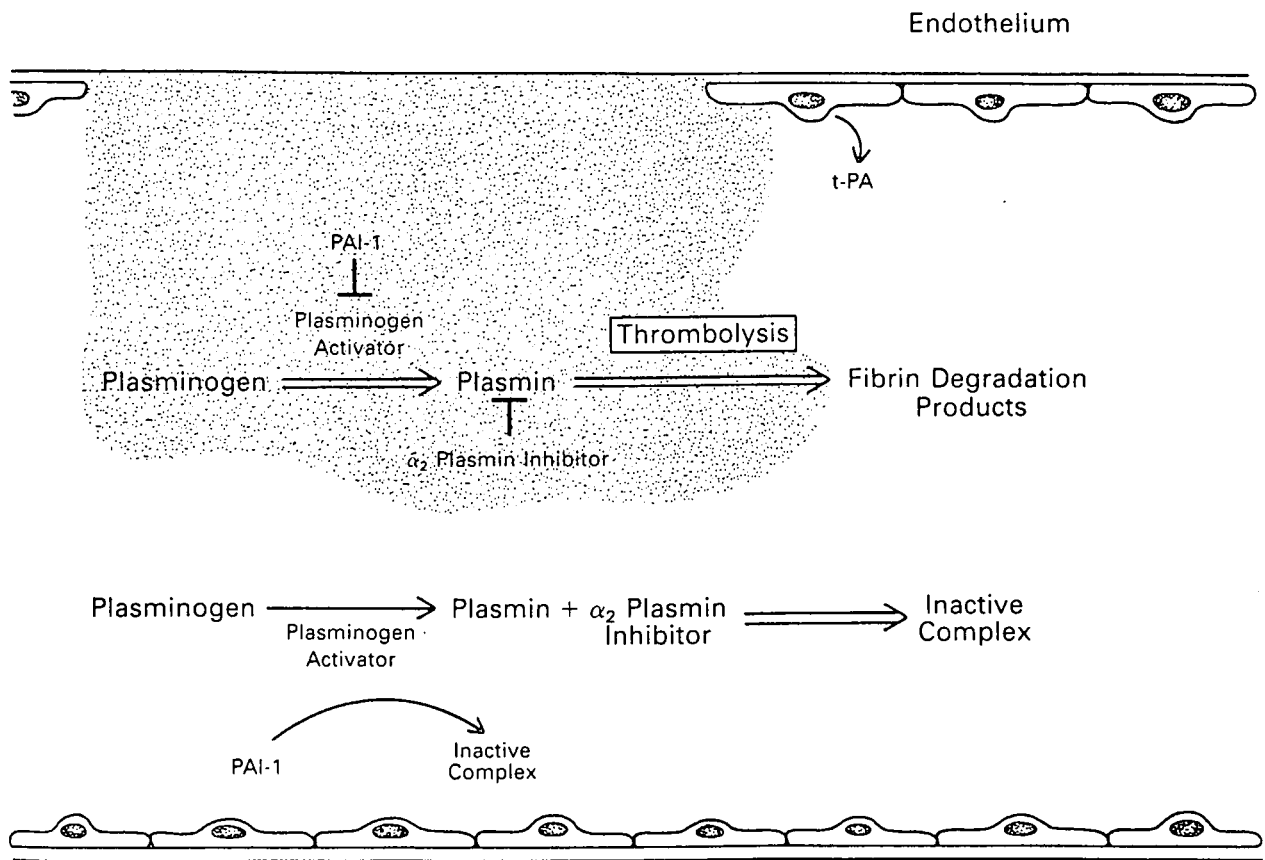 Endothelium
t-PA
PAI-1
Plasminogen
Activator
Thrombolysis
Plasminogen
Plasmin
Fibrin Degradation
Products
α₂ Plasmin Inhibitor
Plasminogen
Plasmin + α₂ Plasmin
Inhibitor
Inactive
Complex
Plasminogen
Activator
PAI-1
Inactive
Complex